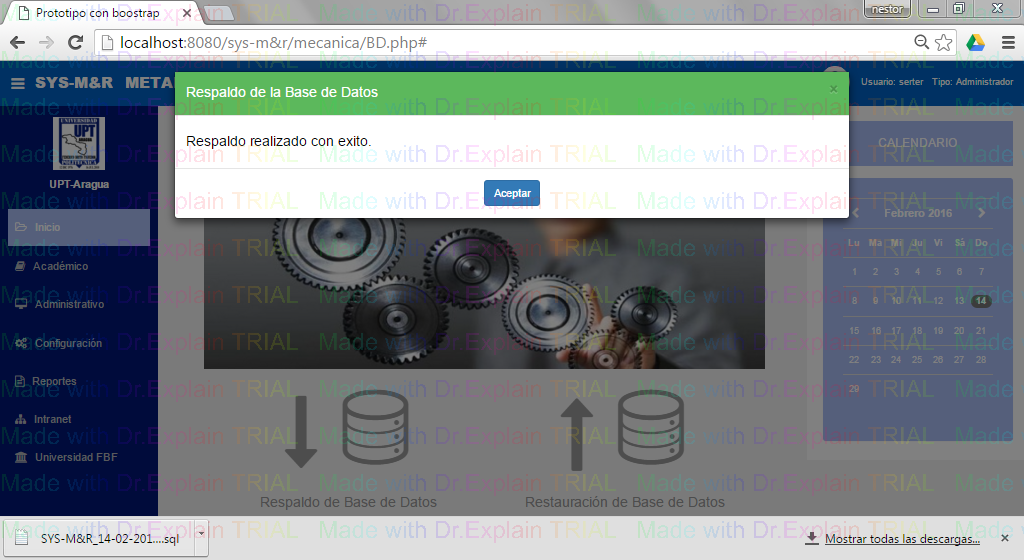 Prototipo con boostrap
nestor
localhost:8080/sys-m&r/mecanica/BD.php#
SYS-M&R META
Usuario: serter Tipo: Administrador
Respaldo de la Base de Datos
×
Respaldo realizado con exito.
Aceptar
UNIVERSIDAD
UPT
ARAGUA
UPT-Aragua
Inicio
Académico
Administrativo
Configuración
Reportes
Intranet
Universidad FBF
CALENDARIO
Febrero 2016
Lu Ma Mi Ju Vi Sá Do
1 2 3 4 5 6 7
8 9 10 11 12 13 14
15 16 17 18 19 20 21
22 23 24 25 26 27 28
29
Respaldo de Base de Datos
Restauración de Base de Datos
SYS-M&R_14-02-201....sql
Mostrar todas las descargas...
Made with Dr.Explain TRIAL